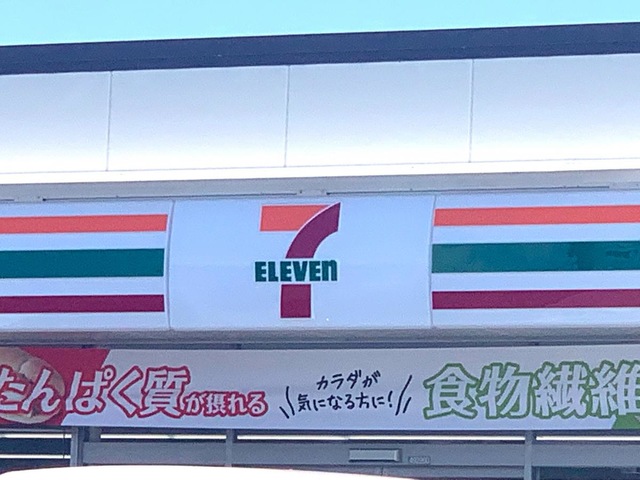 7
ELEVEn
たんぱく質が摂れる
カラダが
気になる方に!
食物繊維